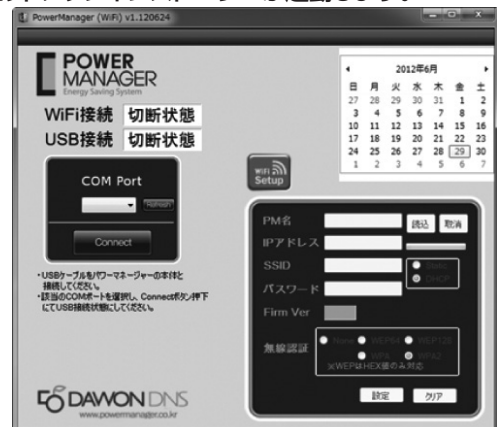 PowerManager (WiFi) v1.120624
POWER
MANAGER
Energy Saving System
WiFi接続 切断状態
USB接続 切断状態
2012年6月
日 月 火 水 木 金 土
27 28 29 30 31 1 2
3 4 5 6 7 8 9
10 11 12 13 14 15 16
17 18 19 20 21 22 23
24 25 26 27 28 29 30
1 2 3 4 5 6 7
COM Port
Refresh
Connect
・USBケーブルをパワーマネージャーの本体と
接続してください。
・該当のCOMポートを選択し、Connectボタン押下
にてUSB接続状態にしてください。
WiFi
Setup
PM名 読込 取消
IPアドレス
SSID Static
DHCP
パスワード
Firm Ver
無線認証 None WEP64 WEP128
WPA WPA2
※WEPはHEX値のみ対応
設定 クリア
DAWON DNS
www.powermanager.co.kr